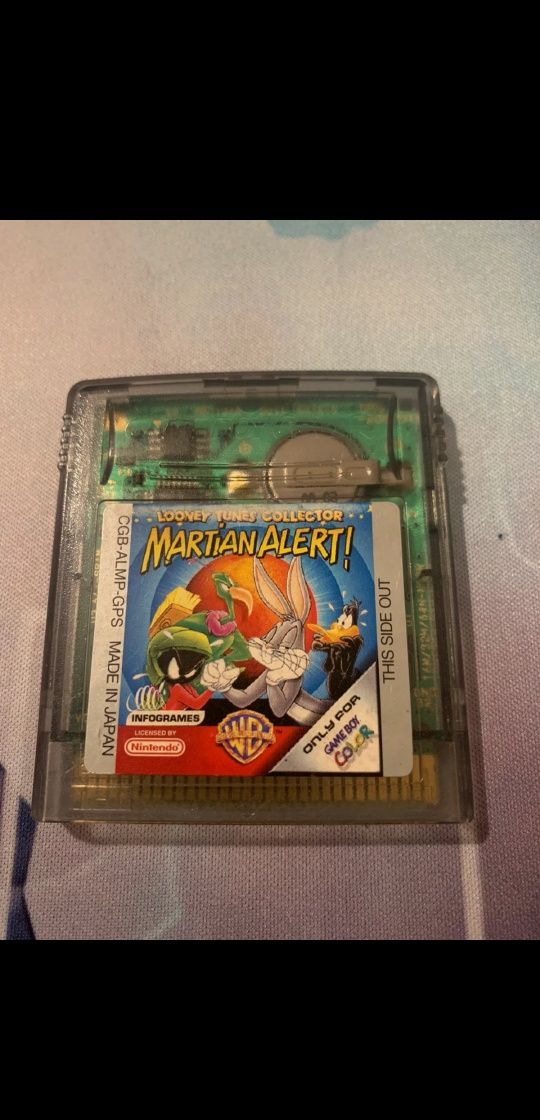 LOONEY TUNES COLLECTOR
MARTIAN ALERT!
CGB-ALMP-GPS MADE IN JAPAN
THIS SIDE OUT
INFOGRAMES
LICENSED BY
Nintendo
WB
TM
ONLY FOR
GAME BOY
COLOR